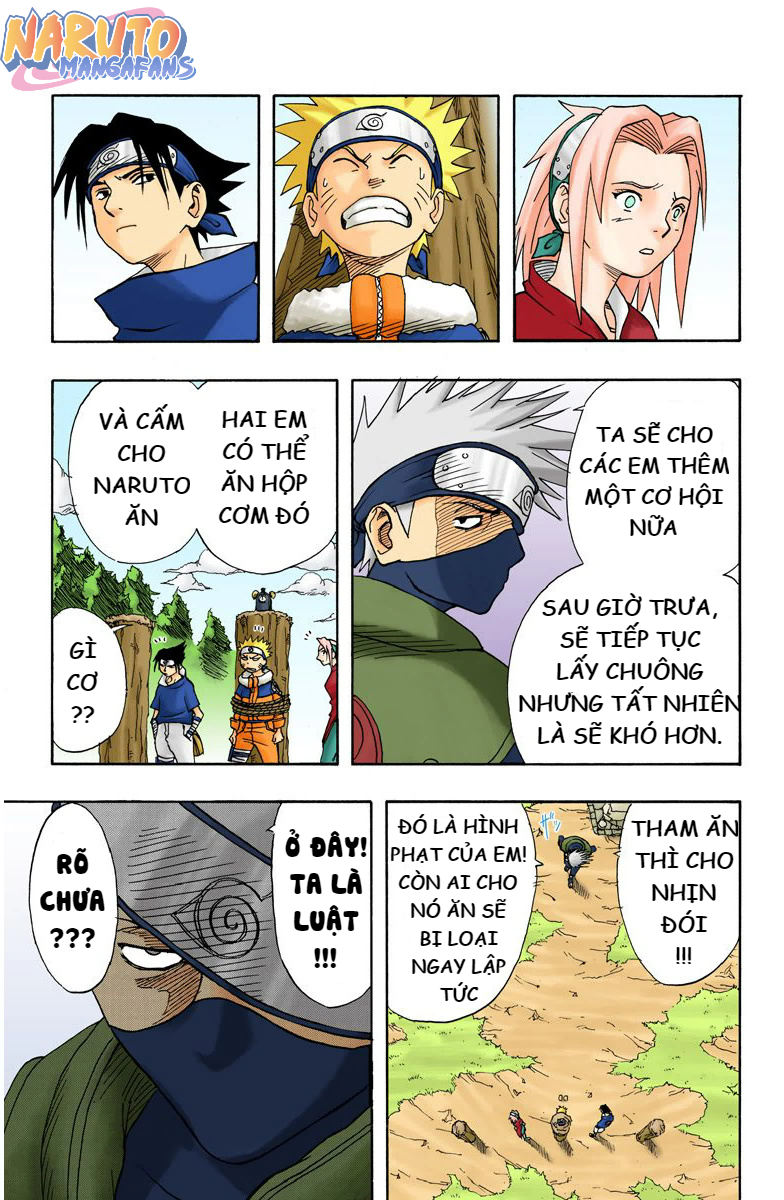 NARUTO
MANGAFANS
TA SẼ CHO
CÁC EM THÊM
MỘT CƠ HỘI
NỮA
SAU GIỜ TRƯA,
SẼ TIẾP TỤC
LẤY CHUÔNG
NHƯNG TẤT NHIÊN
LÀ SẼ KHÓ HƠN.
HAI EM
CÓ THỂ
ĂN HỘP
CƠM ĐÓ
VÀ CẤM
CHO
NARUTO
ĂN
GÌ
CƠ
??
THAM ĂN
THÌ CHO
NHỊN
ĐÓI
!!!
ĐÓ LÀ HÌNH
PHẠT CỦA EM!
CÒN AI CHO
NÓ ĂN SẼ
BỊ LOẠI
NGAY LẬP
TỨC
ザッ
Ở ĐÂY!
TA LÀ
LUẬT
!!!
RÕ
CHƯA
???